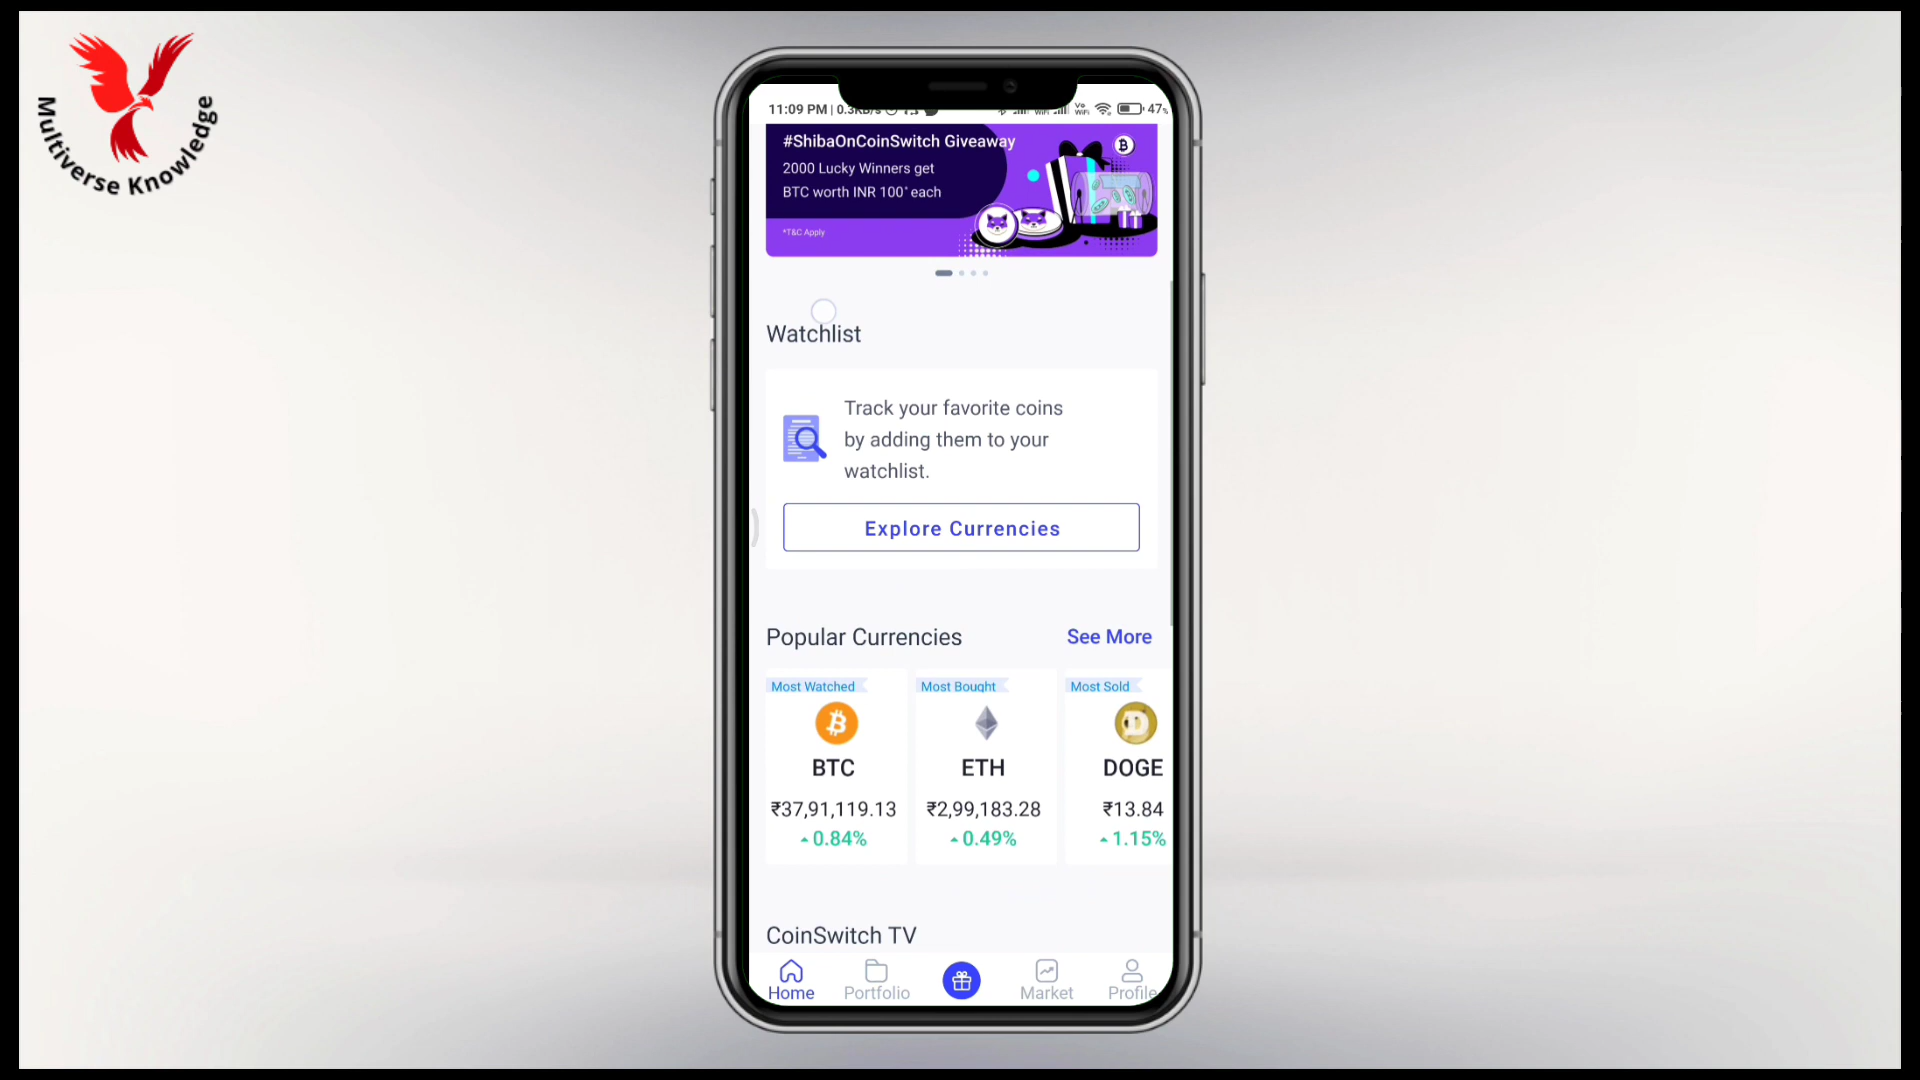 Multiverse Knowledge
11:09 PM | 0.3KB/s
47%
#ShibaOnCoinSwitch Giveaway
2000 Lucky Winners get
BTC worth INR 100* each
*T&C Apply
Watchlist
Track your favorite coins
by adding them to your
watchlist.
Explore Currencies
Popular Currencies
See More
Most Watched
BTC
₹37,91,119.13
0.84%
Most Bought
ETH
₹2,99,183.28
0.49%
Most Sold
DOGE
₹13.84
1.15%
CoinSwitch TV
Home
Portfolio
Market
Profile